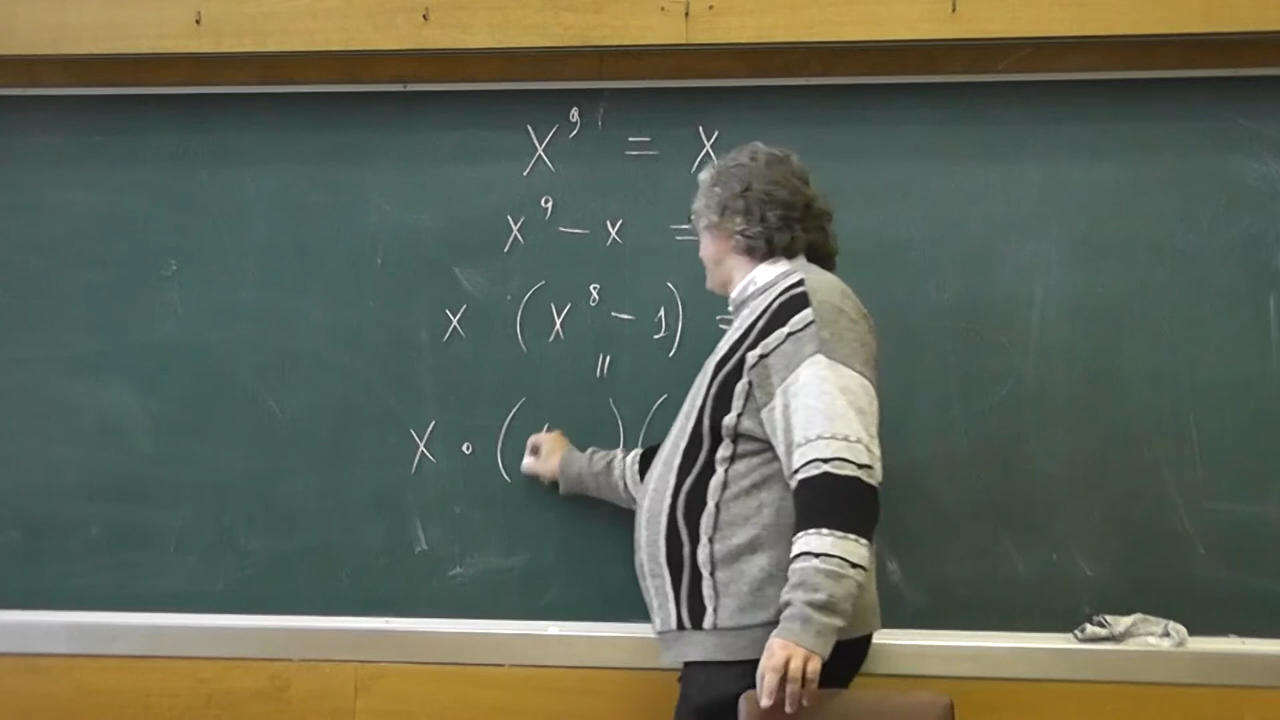 X⁹ = X
x⁹ - x =
X (X⁸ - 1) =
=
X ∘ ( ) (